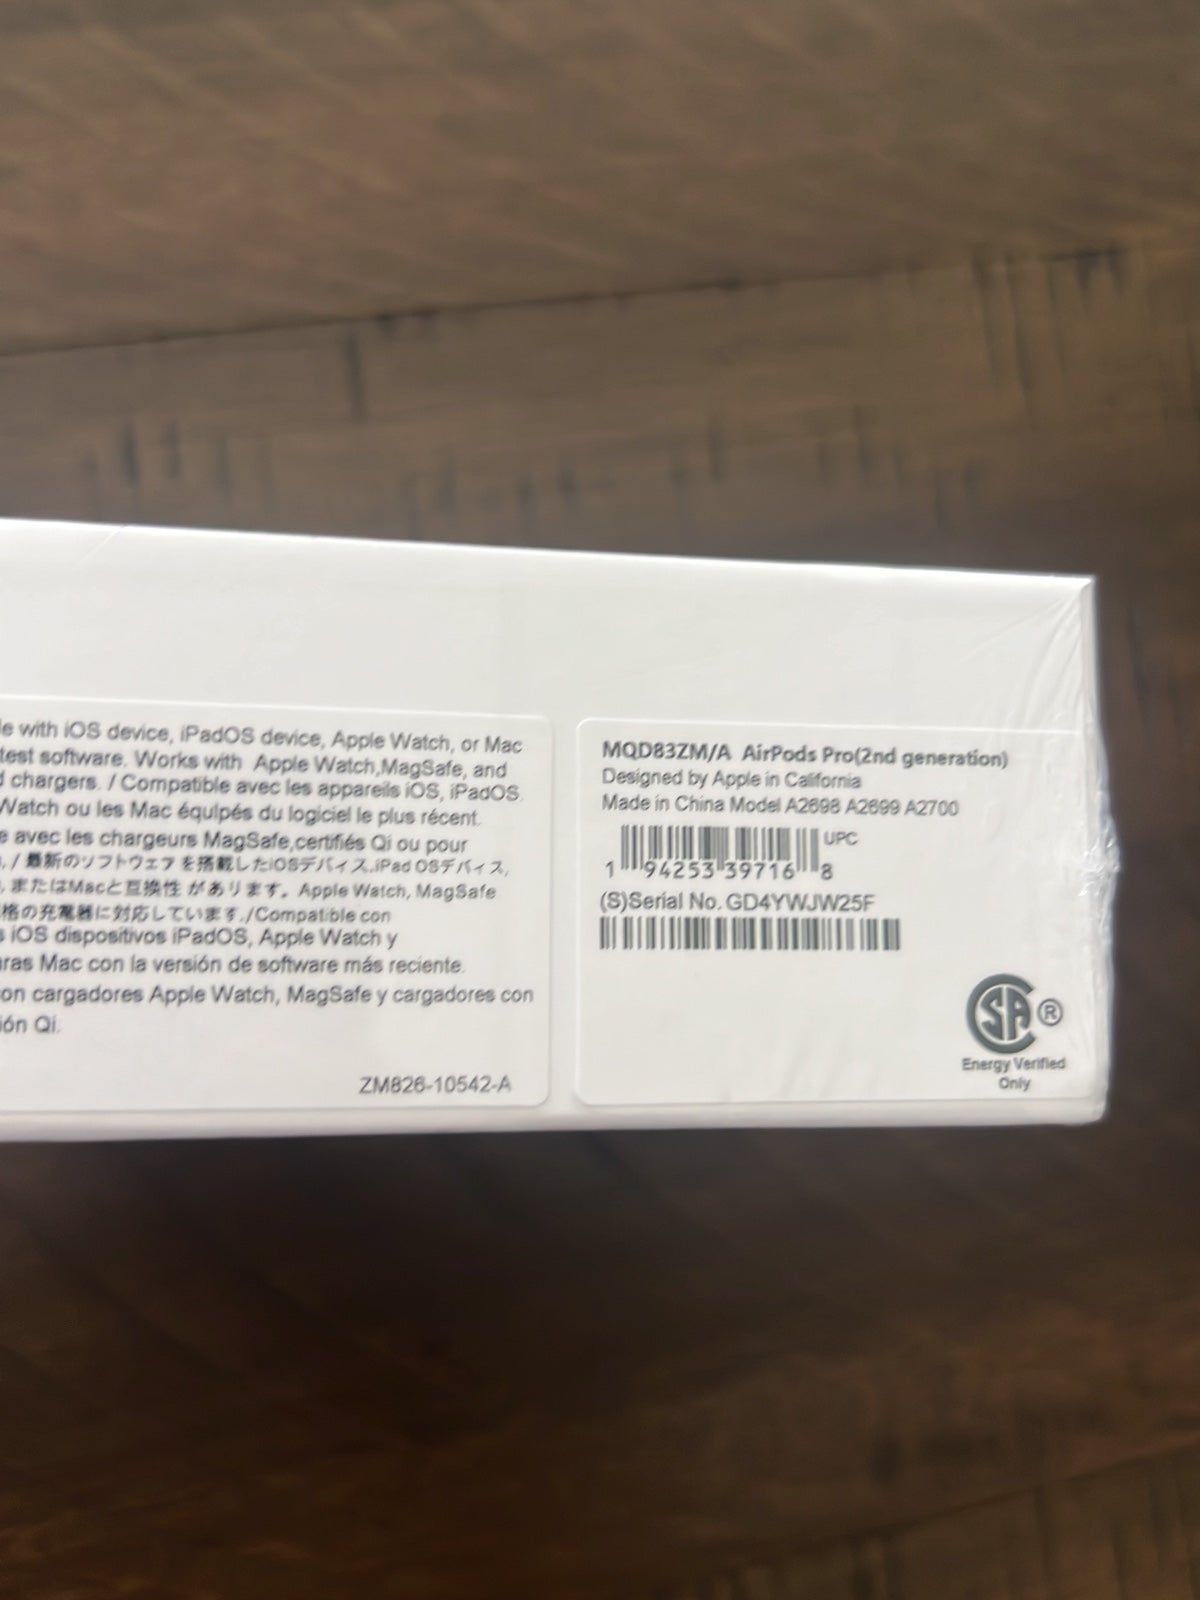 le with iOS device, iPadOS device, Apple Watch, or Mac
test software. Works with Apple Watch,MagSafe, and
d chargers. / Compatible avec les appareils iOS, iPadOS.
Watch ou les Mac équlpés du logiciel le plus récent.
e avec les chargeurs MagSafe,certifiés Qi ou pour
. / 最新のソフトウェアを搭載したiOSデバイス.iPad OSデバイス,
, またはMacと互換性 があリます。Apple Watch, MagSafe
格の充電器に対応しています./Compatible con
s iOS dispositivos iPadOS, Apple Watch y
ras Mac con la versión de software más reciente.
on cargadores Apple Watch, MagSafe y cargadores con
ión Qi.
ZM826-10542-A
MQD83ZM/A AirPods Pro(2nd generation)
Designed by Apple in California
Made in China Model A2698 A2699 A2700
UPC
1 94253 39716 8
(S)Serial No. GD4YWJW25F
SA ®
Energy Verified
Only